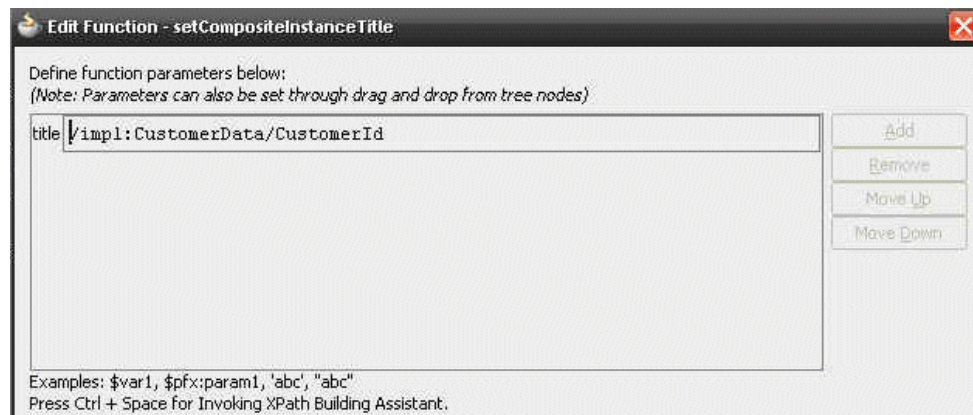 Edit Function - setCompositeInstanceTitle
Define function parameters below:
(Note: Parameters can also be set through drag and drop from tree nodes)
title /impl:CustomerData/CustomerId
Add
Remove
Move Up
Move Down
Examples: $var1, $pfx:param1, 'abc', "abc"
Press Ctrl + Space for Invoking XPath Building Assistant.